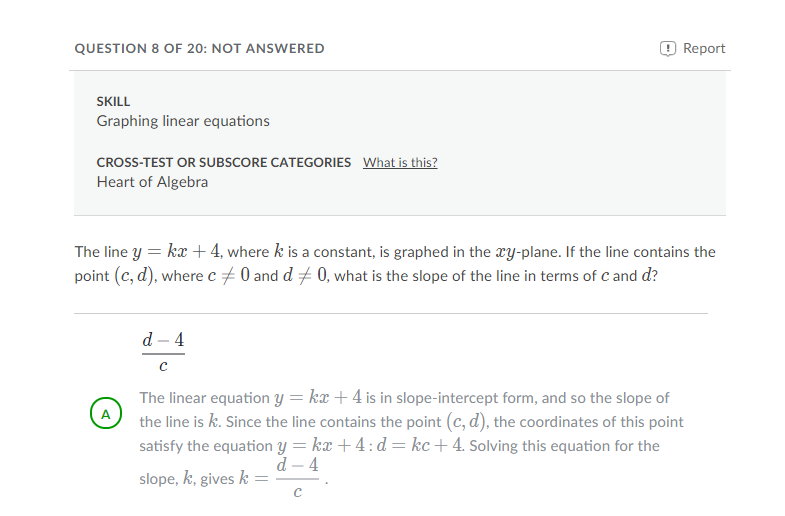 QUESTION 8 OF 20: NOT ANSWERED
Report
SKILL
Graphing linear equations
CROSS-TEST OR SUBSCORE CATEGORIES What is this?
Heart of Algebra
The line y = kx + 4, where k is a constant, is graphed in the xy-plane. If the line contains the
point (c, d), where c ≠ 0 and d ≠ 0, what is the slope of the line in terms of c and d?
d − 4
c
A
The linear equation y = kx + 4 is in slope-intercept form, and so the slope of
the line is k. Since the line contains the point (c, d), the coordinates of this point
satisfy the equation y = kx + 4 : d = kc + 4. Solving this equation for the
slope, k, gives k = \frac{d − 4}{c}.